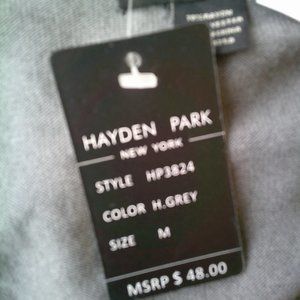 HAYDEN PARK
NEW YORK
STYLE HP3824
COLOR H.GREY
SIZE M
MSRP $ 48.00